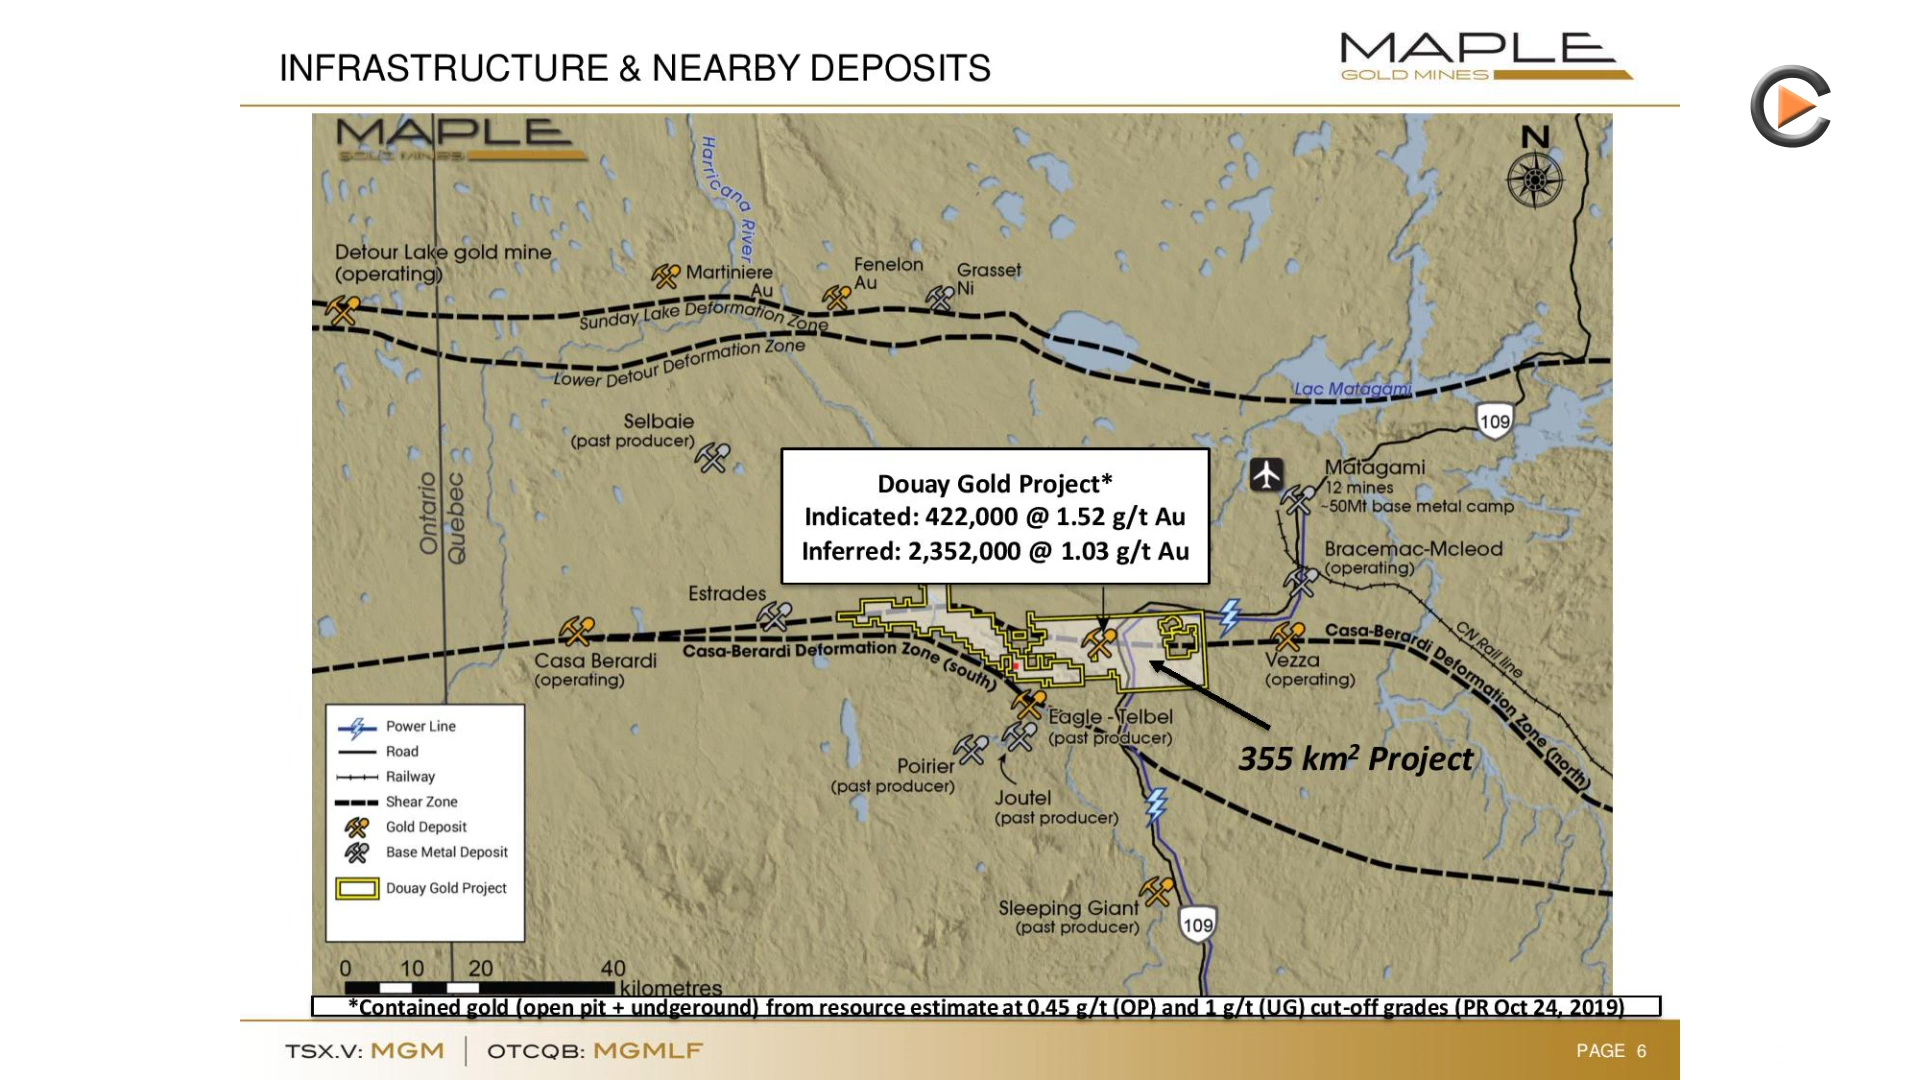 INFRASTRUCTURE & NEARBY DEPOSITS
MAPLE
GOLD MINES
MAPLE
GOLD MINES
N
Harricana River
Detour Lake gold mine
(operating)
Martiniere
Au
Fenelon
Au
Grasset
Ni
Sunday Lake Deformation Zone
Lower Detour Deformation Zone
Lac Matagami
109
Selbaie
(past producer)
Ontario
Quebec
Douay Gold Project*
Indicated: 422,000 @ 1.52 g/t Au
Inferred: 2,352,000 @ 1.03 g/t Au
Matagami
12 mines
~50Mt base metal camp
Bracemac-Mcleod
(operating)
Estrades
Casa Berardi
(operating)
Casa-Berardi Deformation Zone (south)
Casa-Berardi Deformation Zone (north)
CN Rail line
Vezza
(operating)
Eagle - Telbel
(past producer)
355 km² Project
Poirier
(past producer)
Joutel
(past producer)
Sleeping Giant
(past producer)
109
Power Line
Road
Railway
Shear Zone
Gold Deposit
Base Metal Deposit
Douay Gold Project
0 10 20 40
kilometres
*Contained gold (open pit + undgeround) from resource estimate at 0.45 g/t (OP) and 1 g/t (UG) cut-off grades (PR Oct 24, 2019)
TSX.V: MGM | OTCQB: MGMLF
PAGE 6